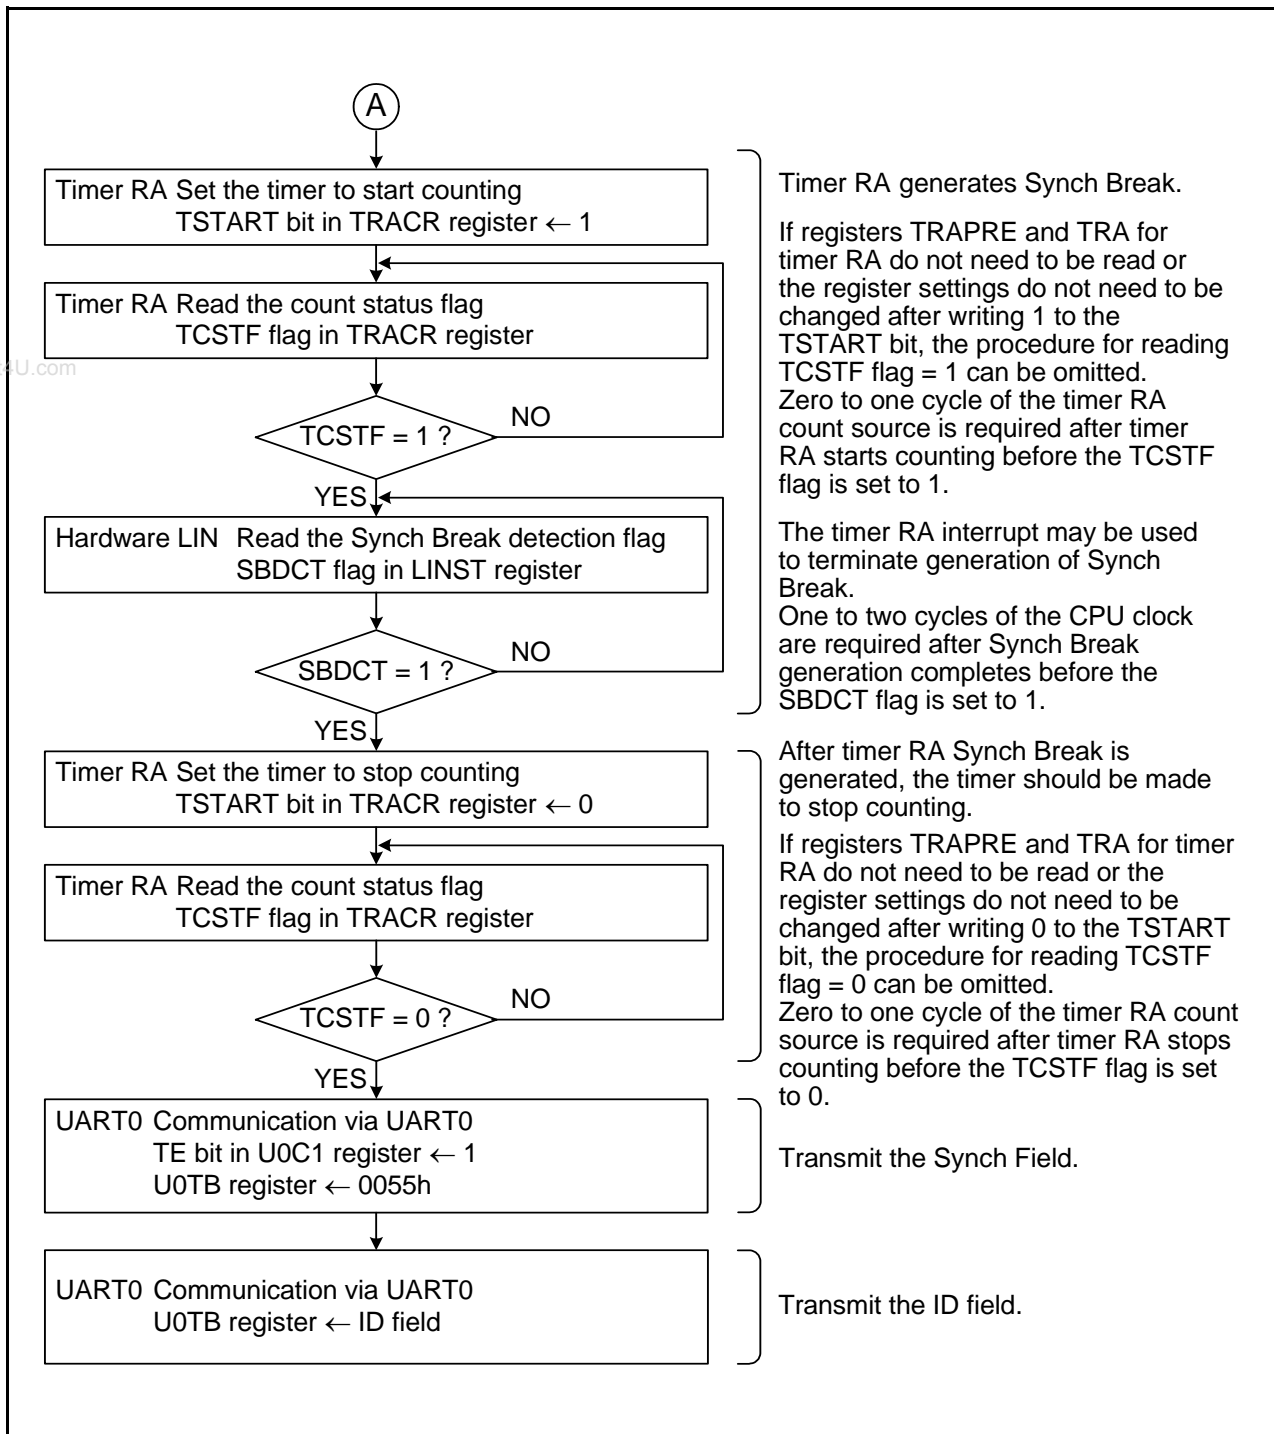 A
Timer RA Set the timer to start counting
TSTART bit in TRACR register ← 1
Timer RA generates Synch Break.
If registers TRAPRE and TRA for
timer RA do not need to be read or
the register settings do not need to be
changed after writing 1 to the
TSTART bit, the procedure for reading
TCSTF flag = 1 can be omitted.
Zero to one cycle of the timer RA
count source is required after timer
RA starts counting before the TCSTF
flag is set to 1.
Timer RA Read the count status flag
TCSTF flag in TRACR register
4U.com
TCSTF = 1 ?
NO
YES
Hardware LIN Read the Synch Break detection flag
SBDCT flag in LINST register
The timer RA interrupt may be used
to terminate generation of Synch
Break.
One to two cycles of the CPU clock
are required after Synch Break
generation completes before the
SBDCT flag is set to 1.
SBDCT = 1 ?
NO
YES
Timer RA Set the timer to stop counting
TSTART bit in TRACR register ← 0
After timer RA Synch Break is
generated, the timer should be made
to stop counting.
If registers TRAPRE and TRA for timer
RA do not need to be read or the
register settings do not need to be
changed after writing 0 to the TSTART
bit, the procedure for reading TCSTF
flag = 0 can be omitted.
Zero to one cycle of the timer RA count
source is required after timer RA stops
counting before the TCSTF flag is set
to 0.
Timer RA Read the count status flag
TCSTF flag in TRACR register
TCSTF = 0 ?
NO
YES
UART0 Communication via UART0
TE bit in U0C1 register ← 1
U0TB register ← 0055h
Transmit the Synch Field.
UART0 Communication via UART0
U0TB register ← ID field
Transmit the ID field.